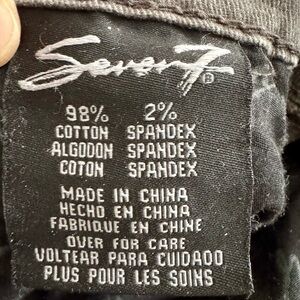 Seven7®
98% 2%
COTTON SPANDEX
ALGODON SPANDEX
COTON SPANDEX
MADE IN CHINA
HECHO EN CHINA
FABRIQUE EN CHINE
OVER FOR CARE
VOLTEAR PARA CUIDADO
PLUS POUR LES SOINS